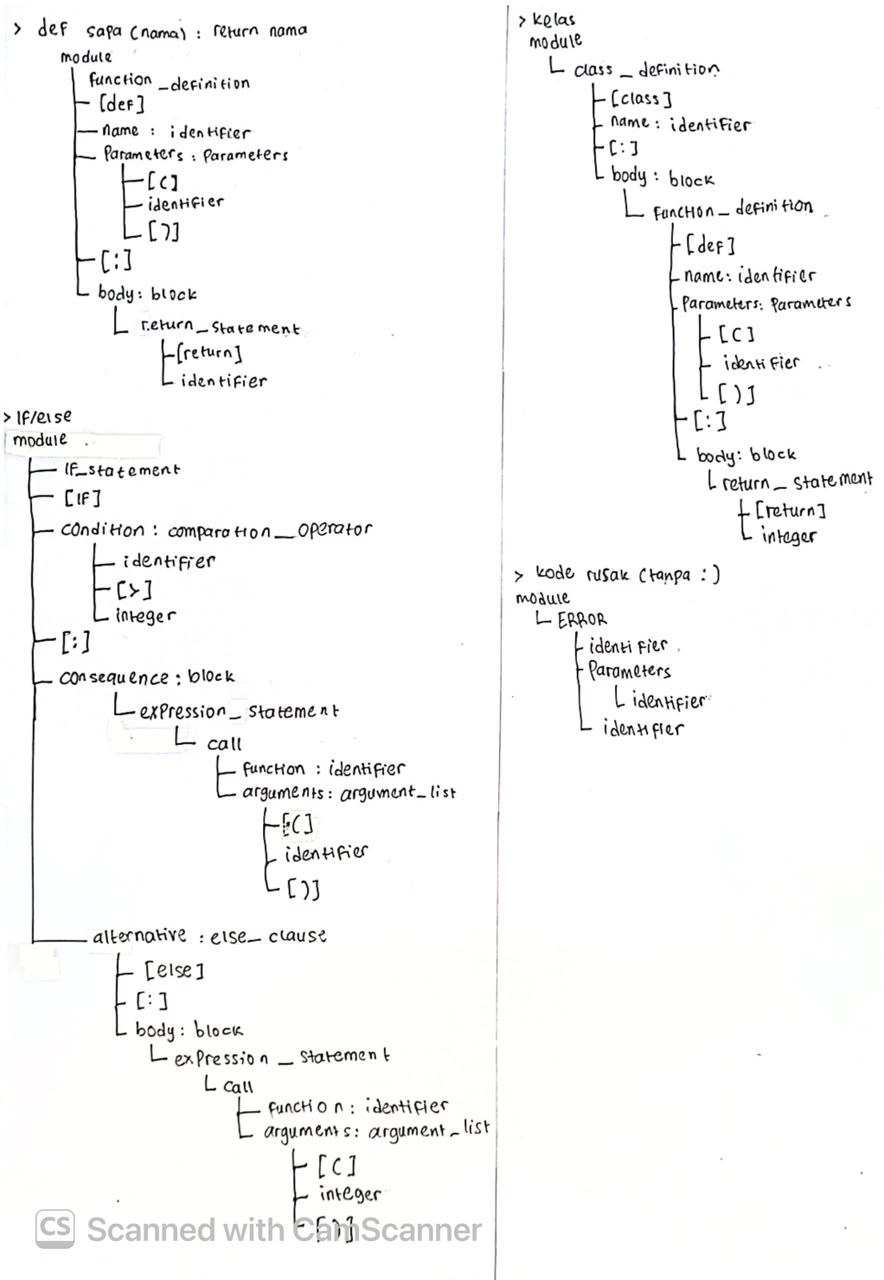 > def sapa (nama) : return nama
module
function_definition
[def]
name : identifier
Parameters : Parameters
[(]
identifier
[)]
[:]
body : block
return_statement
[return]
identifier
> If/else
module
If_statement
[If]
condition : comparation_operator
identifier
[>]
integer
[:]
consequence : block
expression_statement
call
function : identifier
arguments : argument_list
[(]
identifier
[)]
alternative : else_clause
[else]
[:]
body : block
expression_statement
call
function : identifier
arguments : argument_list
[(]
integer
[)]
> kelas
module
class_definition
[class]
name : identifier
[:]
body : block
function_definition
[def]
name : identifier
Parameters : Parameters
[(]
identifier
[)]
[:]
body : block
return_statement
[return]
integer
> kode rusak (tanpa :)
module
ERROR
identifier
Parameters
identifier
identifier
CS Scanned with CamScanner